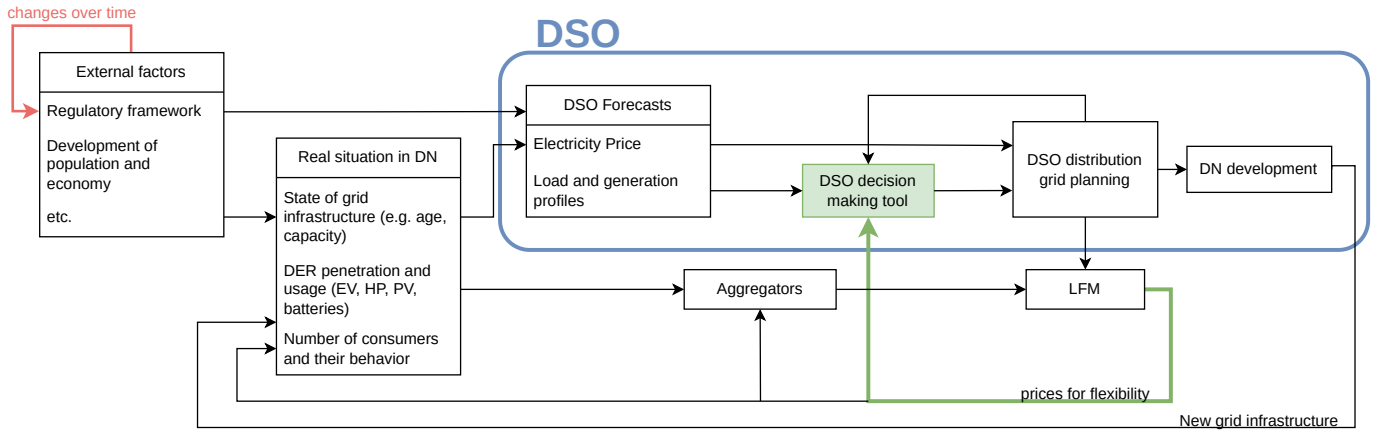 changes over time
DSO
External factors
Regulatory framework
Development of
population and
economy
etc.
Real situation in DN
State of grid
infrastructure (e.g. age,
capacity)
DER penetration and
usage (EV, HP, PV,
batteries)
Number of consumers
and their behavior
DSO Forecasts
Electricity Price
Load and generation
profiles
DSO decision
making tool
DSO distribution
grid planning
DN development
Aggregators
LFM
prices for flexibility
New grid infrastructure